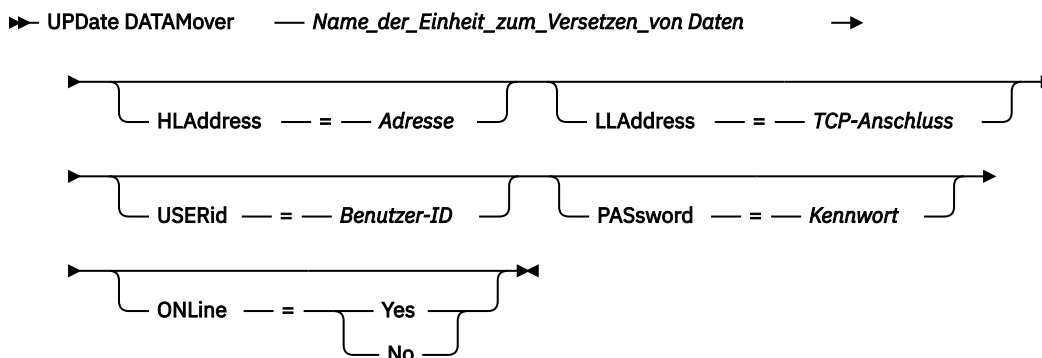 UPDate DATAMover Name_der_Einheit_zum_Versetzen_von Daten
HLAddress = Adresse LLAddress = TCP-Anschluss
USERid = Benutzer-ID PASsword = Kennwort
ONLine = Yes
No